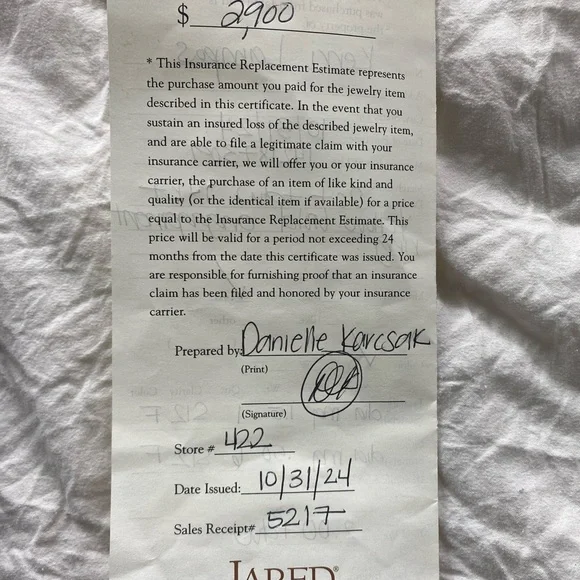 $ 2,900
* This Insurance Replacement Estimate represents
the purchase amount you paid for the jewelry item
described in this certificate. In the event that you
sustain an insured loss of the described jewelry item,
and are able to file a legitimate claim with your
insurance carrier, we will offer you or your insurance
carrier, the purchase of an item of like kind and
quality (or the identical item if available) for a price
equal to the Insurance Replacement Estimate. This
price will be valid for a period not exceeding 24
months from the date this certificate was issued. You
are responsible for furnishing proof that an insurance
claim has been filed and honored by your insurance
carrier.
Prepared by: Danielle Karcsak
(Print)
(Signature)
Store # 422
Date Issued: 10/31/24
Sales Receipt# 5217
JARED®